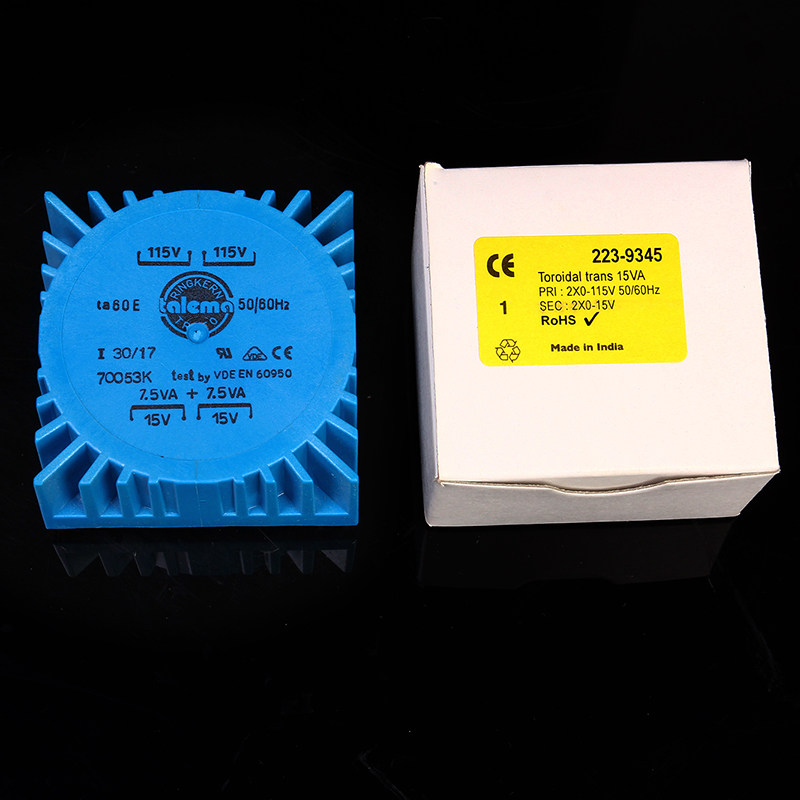 115V 115V
RINGKERN
talema
ta60E
50/60Hz
I 30/17
VDE CE
70053K test by VDE EN 60950
7.5VA + 7.5VA
15V 15V
CE 223-9345
Toroidal trans 15VA
PRI : 2X0-115V 50/60Hz
1 SEC : 2X0-15V
RoHS ✓
Made in India